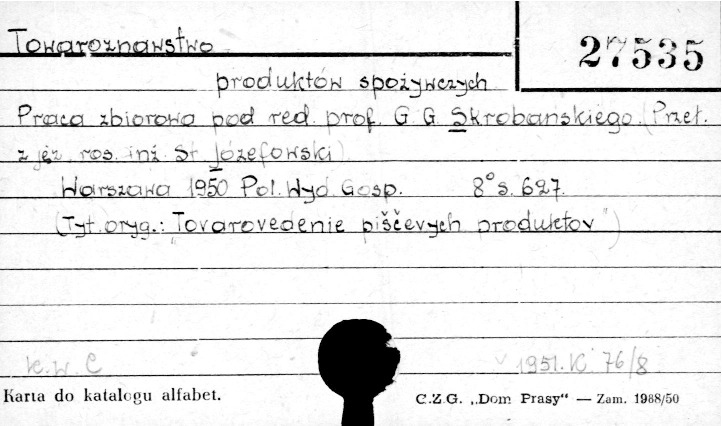 Towaroznawstwo
27535
produktów spożywczych
Praca zbiorowa pod red. prof. G. G. Skrobańskiego. (Przeł.
z jęz. ros. inż. St. Józefowski)
Warszawa 1950 Pol. Wyd. Gosp. 8° s. 627.
(Tyt. oryg.: "Tovarovedenie piščevych produktov")
K.W.C 1951.K 76/8
Karta do katalogu alfabet.
C.Z.G. „Dom Prasy" — Zam. 1988/50